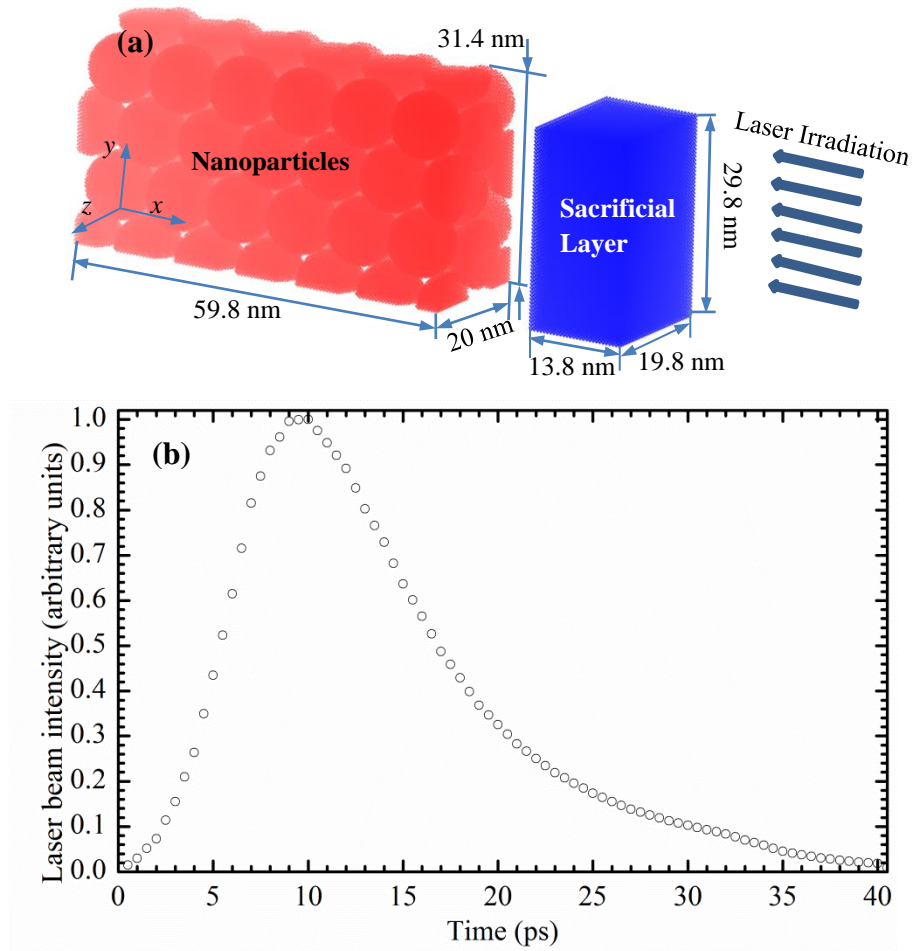 (a)
31.4 nm
Laser Irradiation
Nanoparticles
y
z
x
Sacrificial
Layer
29.8 nm
59.8 nm
20 nm
13.8 nm
19.8 nm
(b)
Laser beam intensity (arbitrary units)
1.0
0.9
0.8
0.7
0.6
0.5
0.4
0.3
0.2
0.1
0.0
0 5 10 15 20 25 30 35 40
Time (ps)